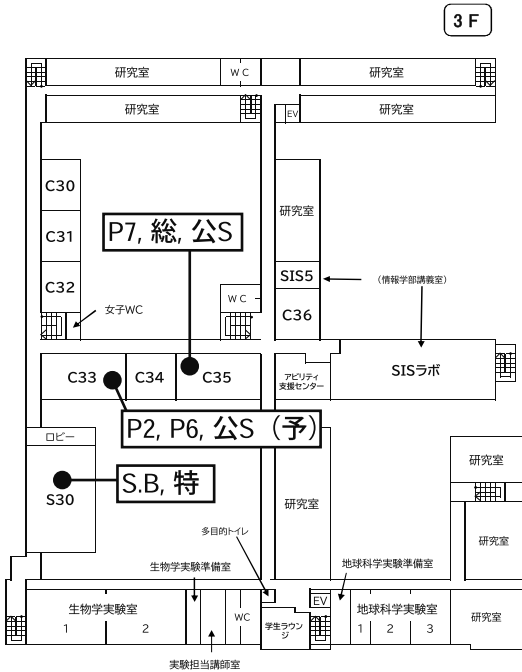 3F
研究室
WC
研究室
研究室
EV
研究室
C30
C31
C32
P7, 総, 公S
研究室
SIS5
(情報学部講義室)
WC
C36
女子WC
C33
C34
C35
アビリティ
支援センター
SISラボ
P2, P6, 公S (予)
ロビー
S30
S.B, 特
研究室
研究室
研究室
多目的トイレ
生物学実験準備室
地球科学実験準備室
生物学実験室
1
2
WC
学生ラウン
ジ
EV
地球科学実験室
1
2
3
研究室
実験担当講師室